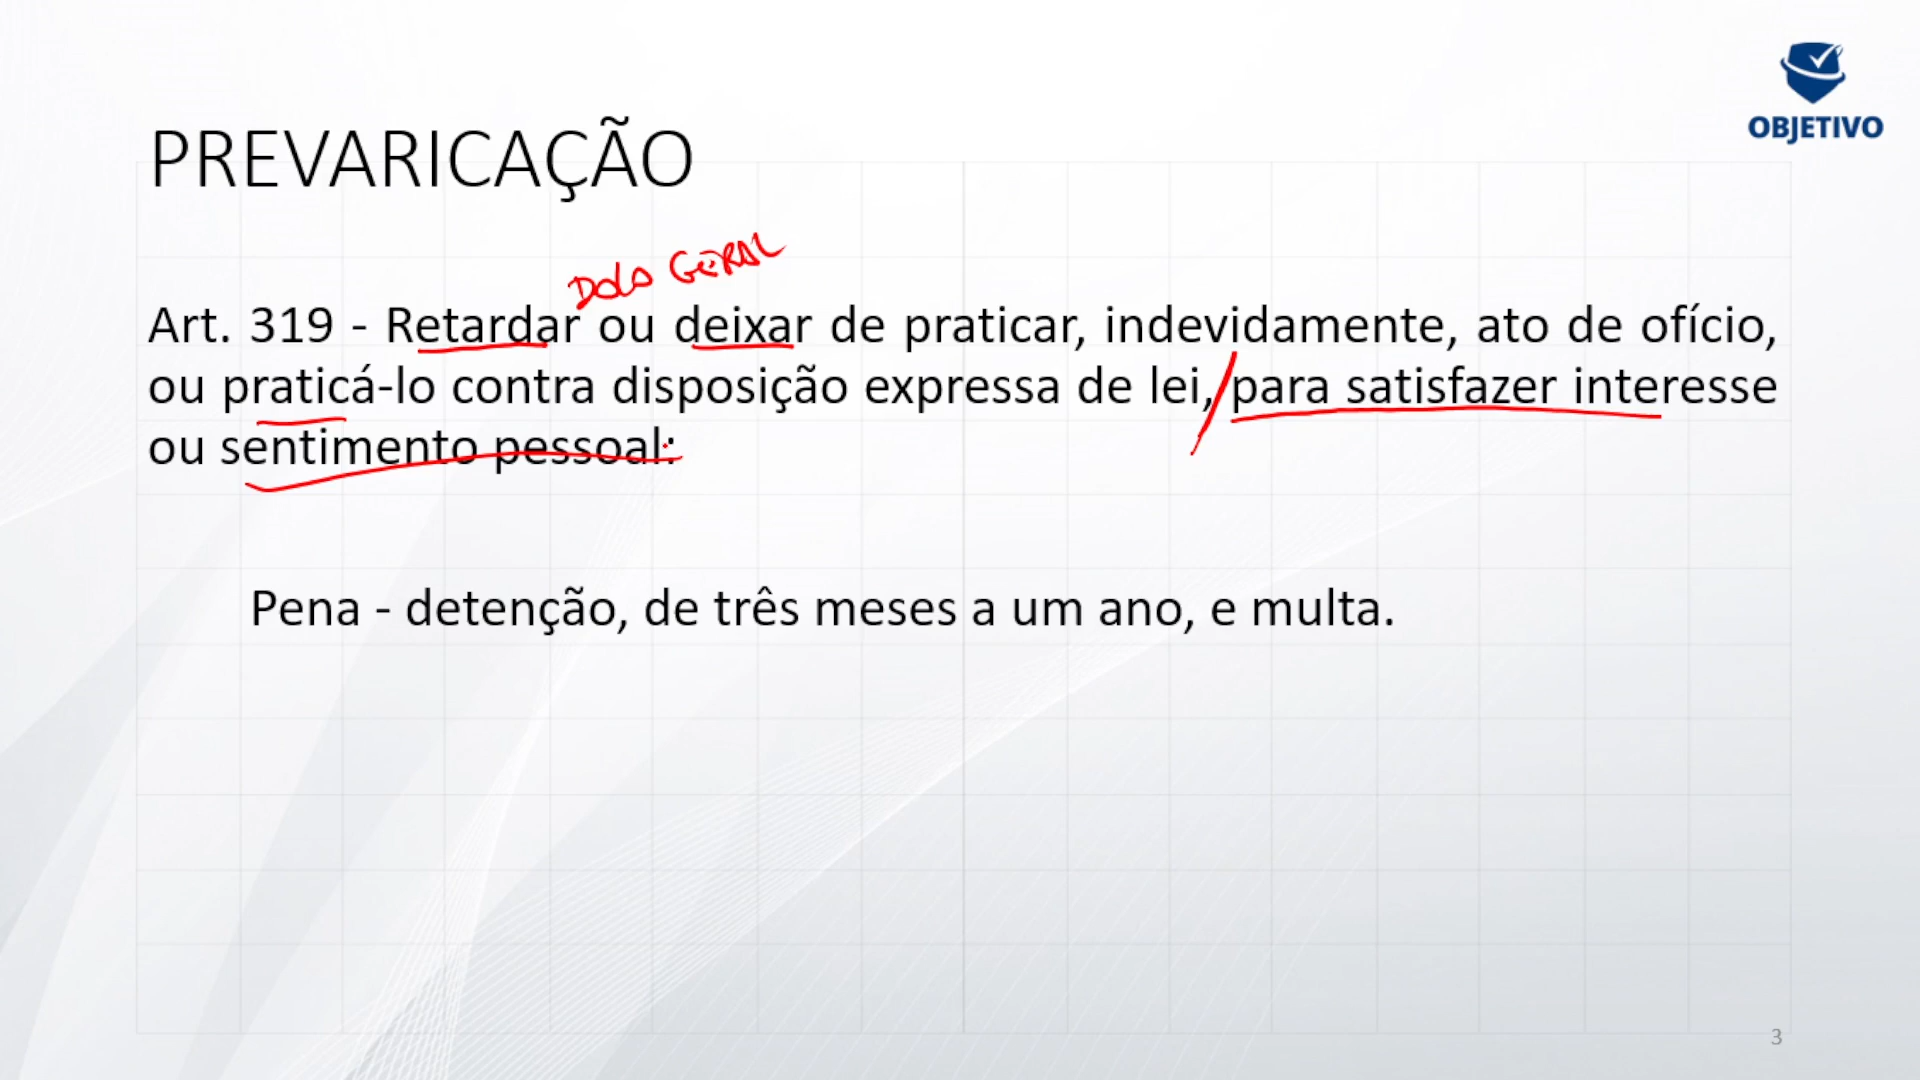 OBJETIVO
PREVARICAÇÃO
DOLO GERAL
Art. 319 - Retardar ou deixar de praticar, indevidamente, ato de ofício,
ou praticá-lo contra disposição expressa de lei, para satisfazer interesse
ou sentimento pessoal:
Pena - detenção, de três meses a um ano, e multa.
3